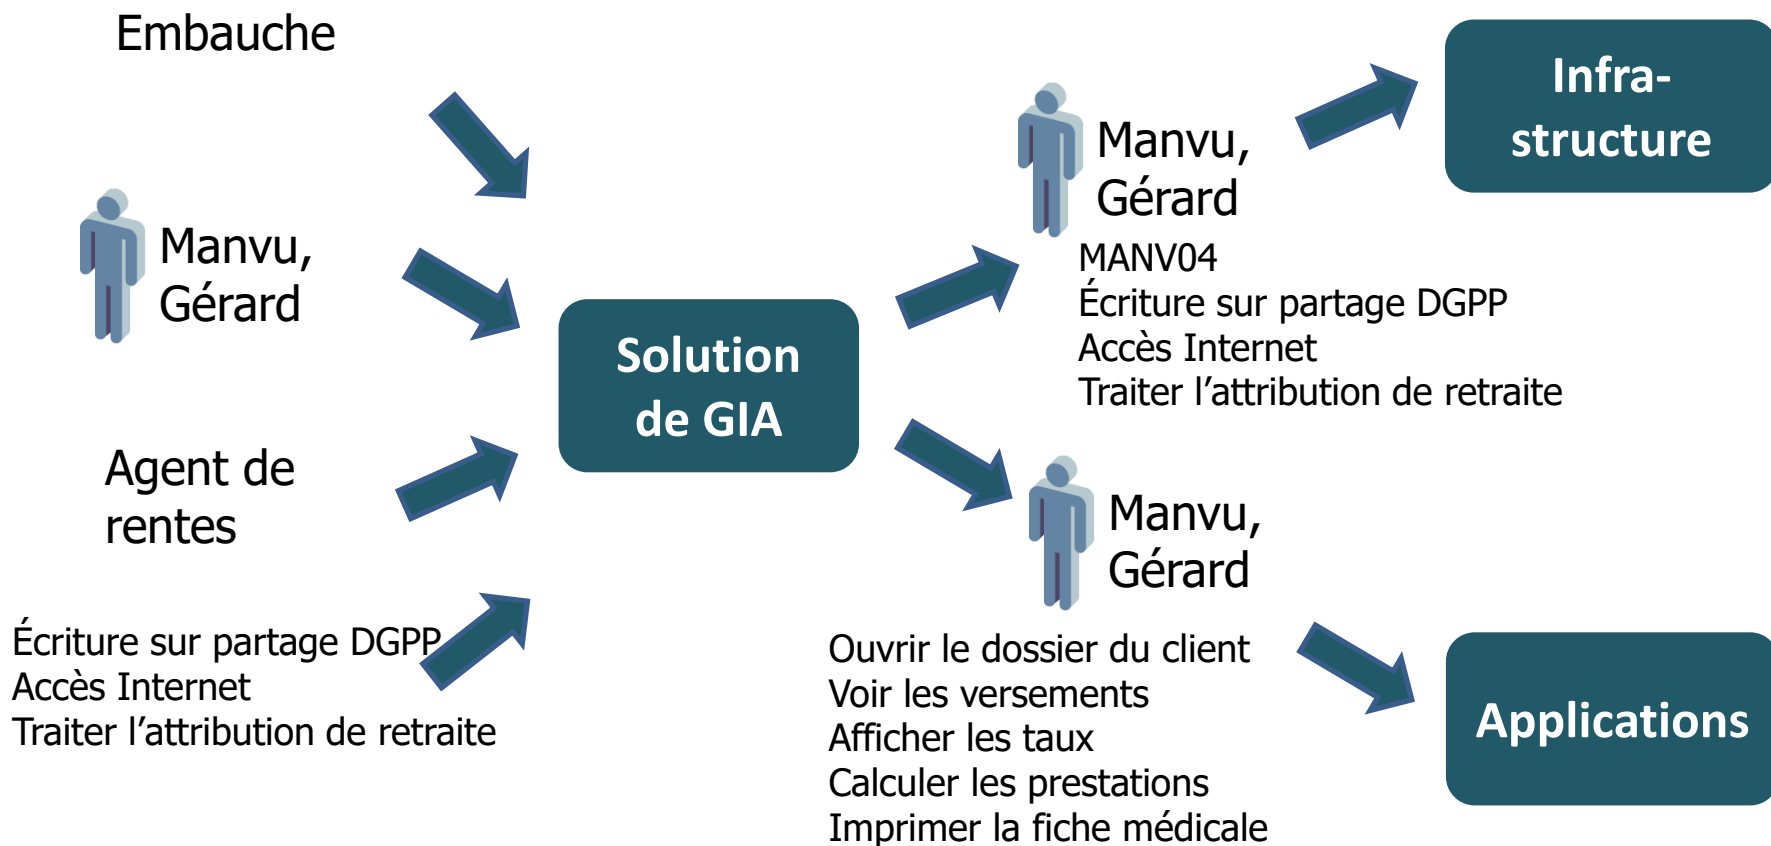 Embauche
Manvu,
Gérard
Agent de
rentes
Écriture sur partage DGPP
Accès Internet
Traiter l’attribution de retraite
Solution
de GIA
Manvu,
Gérard
MANV04
Écriture sur partage DGPP
Accès Internet
Traiter l’attribution de retraite
Infra-
structure
Manvu,
Gérard
Ouvrir le dossier du client
Voir les versements
Afficher les taux
Calculer les prestations
Imprimer la fiche médicale
Applications